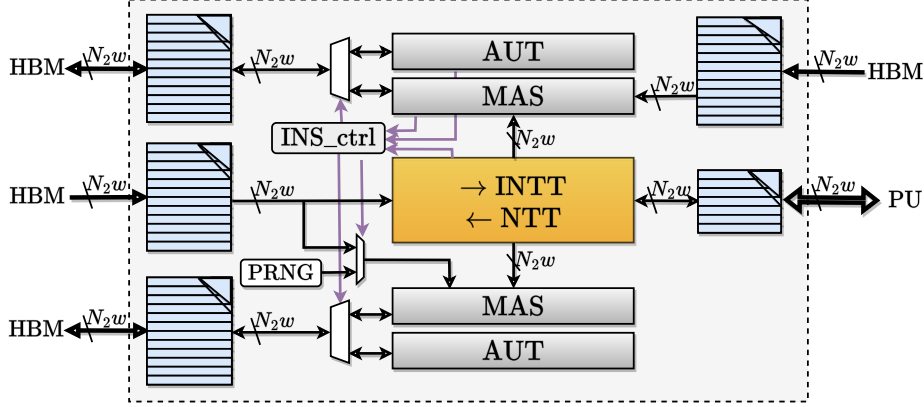 HBM
N₂w
N₂w
AUT
MAS
N₂w
N₂w
HBM
INS_ctrl
N₂w
HBM
N₂w
N₂w
→ INTT
← NTT
N₂w
N₂w
PU
PRNG
N₂w
HBM
N₂w
N₂w
MAS
AUT